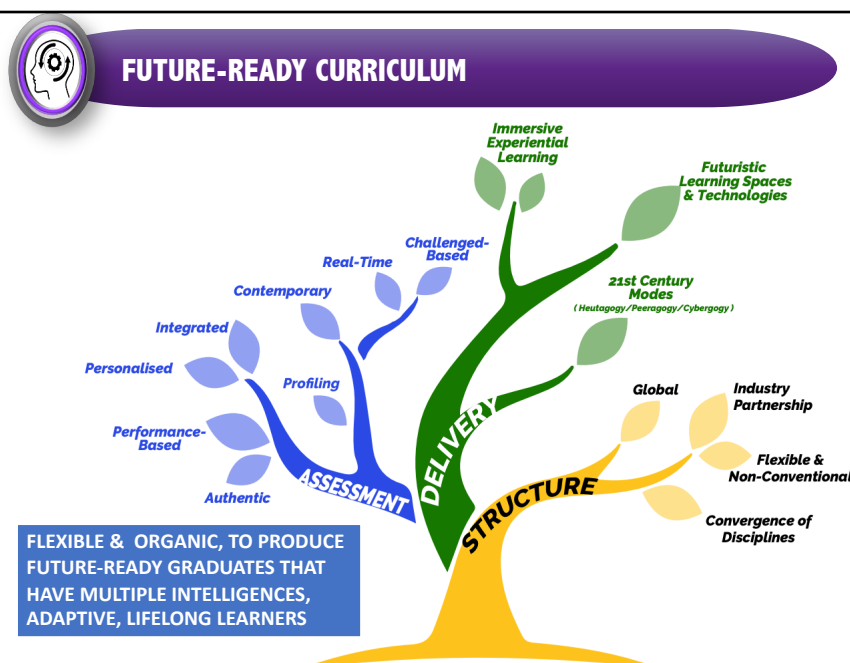 FUTURE-READY CURRICULUM
Immersive
Experiential
Learning
Futuristic
Learning Spaces
& Technologies
Challenged-
Based
Real-Time
21st Century
Modes
( Heutagogy/Peeragogy/Cybergogy )
Contemporary
Integrated
Personalised
Profiling
Performance-
Based
Authentic
Global
Industry
Partnership
Flexible &
Non-Conventional
Convergence of
Disciplines
ASSESSMENT
DELIVERY
STRUCTURE
FLEXIBLE & ORGANIC, TO PRODUCE
FUTURE-READY GRADUATES THAT
HAVE MULTIPLE INTELLIGENCES,
ADAPTIVE, LIFELONG LEARNERS